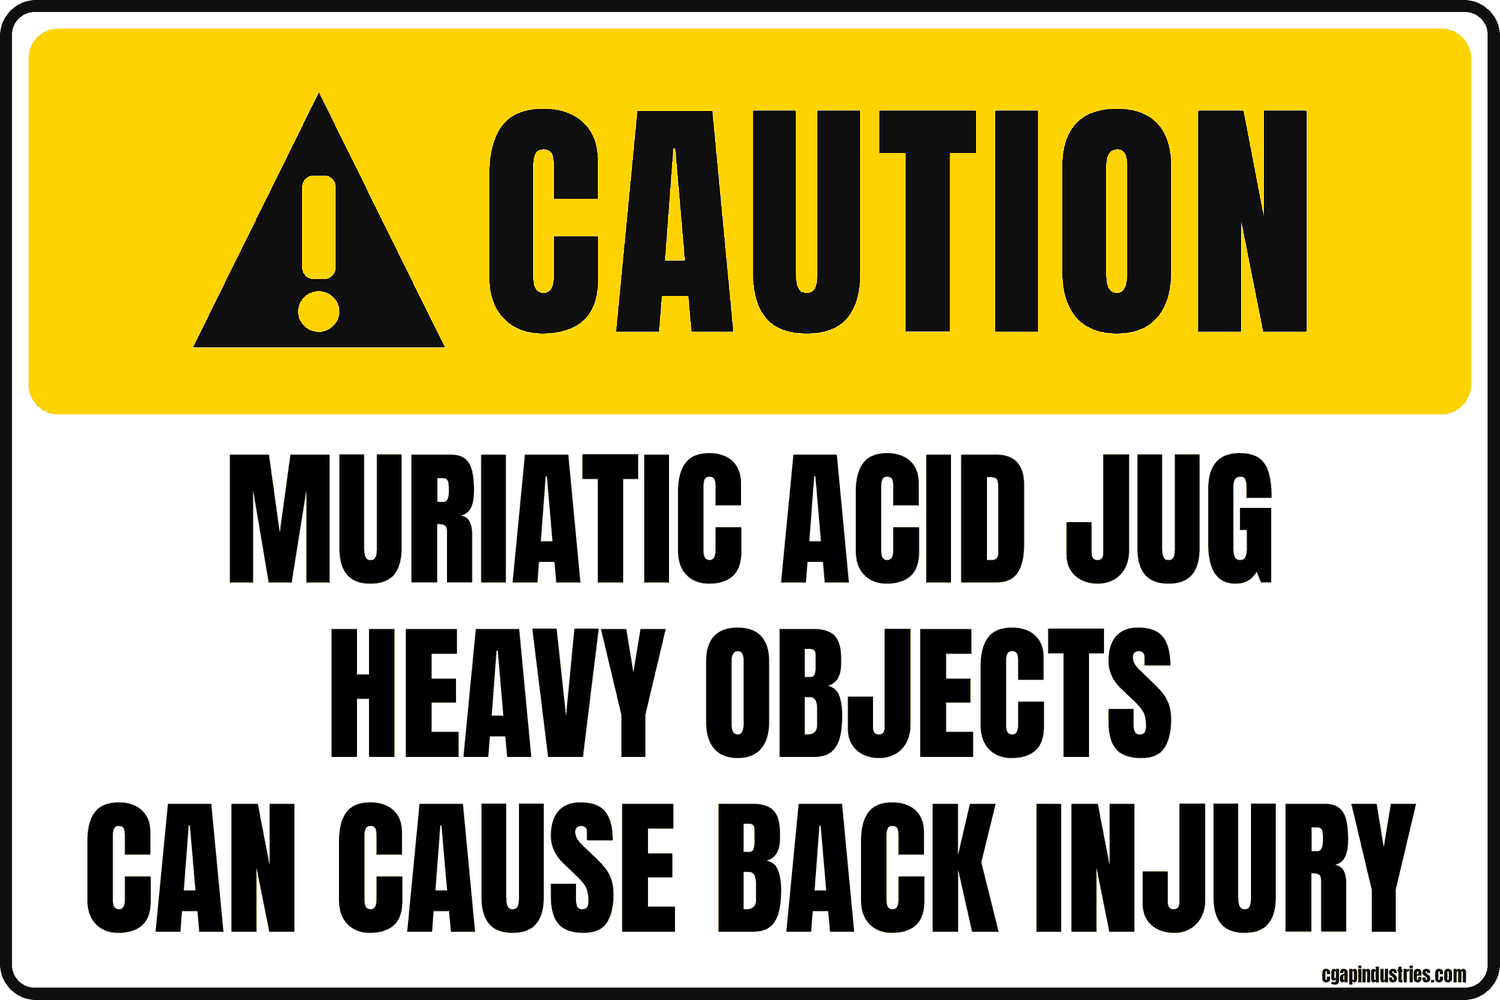 CAUTION
MURIATIC ACID JUG
HEAVY OBJECTS
CAN CAUSE BACK INJURY
cgapindustries.com